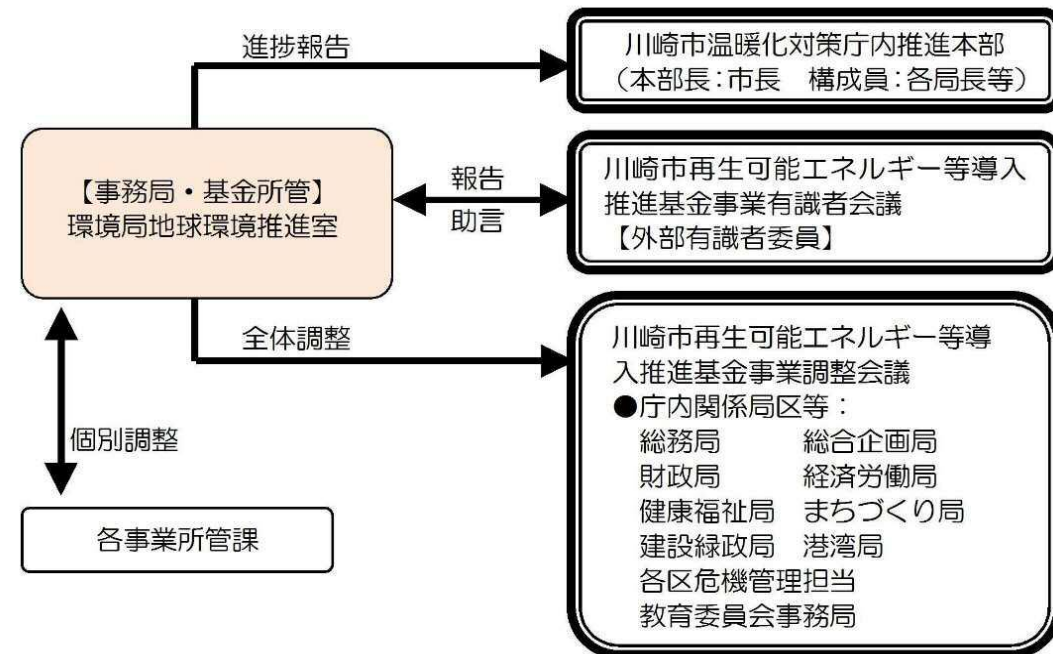 進捗報告
川崎市温暖化対策庁内推進本部
（本部長：市長　構成員：各局長等）
【事務局・基金所管】
環境局地球環境推進室
報告
助言
川崎市再生可能エネルギー等導入
推進基金事業有識者会議
【外部有識者委員】
全体調整
川崎市再生可能エネルギー等導
入推進基金事業調整会議
●庁内関係局区等：
総務局　総合企画局
財政局　経済労働局
健康福祉局　まちづくり局
建設緑政局　港湾局
各区危機管理担当
教育委員会事務局
個別調整
各事業所管課